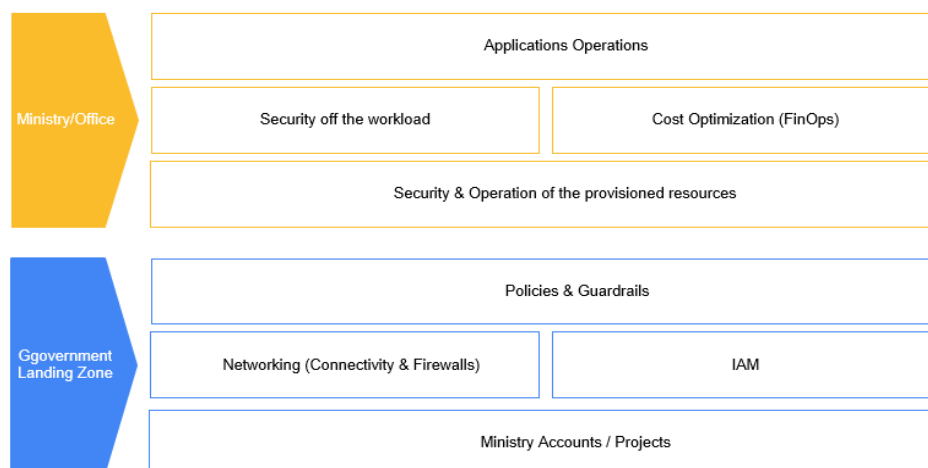 Applications Operations
Ministry/Office
Security off the workload
Cost Optimization (FinOps)
Security & Operation of the provisioned resources
Policies & Guardrails
Ggovernment
Landing Zone
Networking (Connectivity & Firewalls)
IAM
Ministry Accounts / Projects